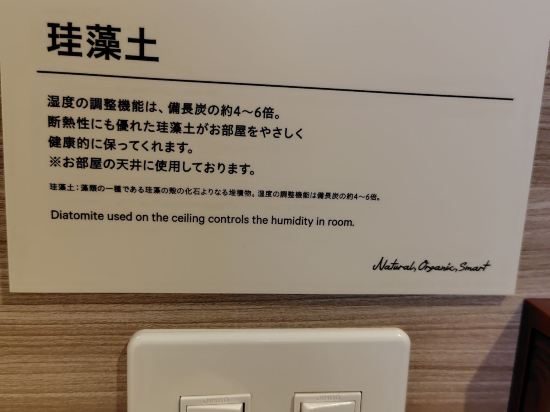 珪藻土
湿度の調整機能は、備長炭の約4〜6倍。
断熱性にも優れた珪藻土がお部屋をやさしく
健康的に保ってくれます。
※お部屋の天井に使用しております。
珪藻土：藻類の一種である珪藻の殻の化石よりなる堆積物。湿度の調整機能は備長炭の約4〜6倍。
Diatomite used on the ceiling controls the humidity in room.
Natural, Organic, Smart